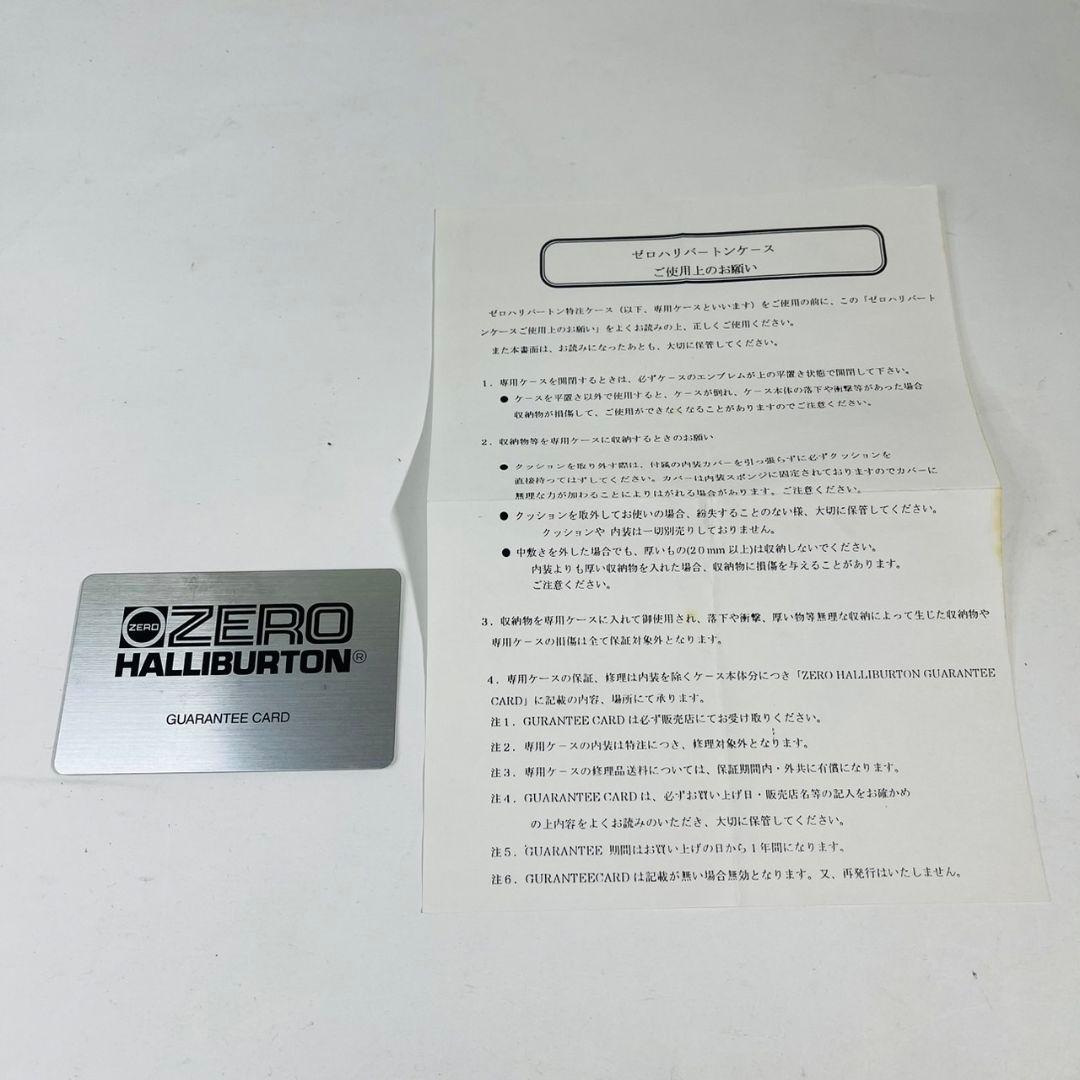 ZERO
ZERO
HALLIBURTON®
GUARANTEE CARD
ゼロハリバートンケース
ご使用上のお願い
ゼロハリバートン特注ケース（以下、専用ケースといいます）をご使用の前に、この「ゼロハリバート
ンケースご使用上のお願い」をよくお読みの上、正しくご使用ください。
また本書面は、お読みになったあとも、大切に保管してください。
1．専用ケースを開閉するときは、必ずケースのエンブレムが上の平置き状態で開閉して下さい。
● ケースを平置き以外で使用すると、ケースが倒れ、ケース本体の落下や衝撃等があった場合
収納物が損傷して、ご使用ができなくなることがありますのでご注意ください。
2．収納物等を専用ケースに収納するときのお願い
● クッションを取り外す際は、付属の内装カバーを引っ張らずに必ずクッションを
直接持ってはずしてください。カバーは内装スポンジに固定されておりますのでカバーに
無理な力が加わることによりはがれる場合があります。ご注意ください。
● クッションを取外してお使いの場合、紛失することのない様、大切に保管してください。
クッションや 内装は一切別売りしておりません。
● 中敷きを外した場合でも、厚いもの(20mm 以上)は収納しないでください。
内装よりも厚い収納物を入れた場合、収納物に損傷を与えることがあります。
ご注意ください。
3．収納物を専用ケースに入れて御使用され、落下や衝撃、厚い物等無理な収納によって生じた収納物や
専用ケースの損傷は全て保証対象外となります。
4．専用ケースの保証、修理は内装を除くケース本体分につき「ZERO HALLIBURTON GUARANTEE
CARD」に記載の内容、場所にて承ります。
注1．GURANTEE CARD は必ず販売店にてお受け取りください。
注2．専用ケースの内装は特注につき、修理対象外となります。
注3．専用ケースの修理品送料については、保証期間内・外共に有償になります。
注4．GUARANTEE CARD は、必ずお買い上げ日・販売店名等の記入をお確かめ
の上内容をよくお読みのいただき、大切に保管してください。
注5．GUARANTEE 期間はお買い上げの日から1年間になります。
注6．GURANTEECARD は記載が無い場合無効となります。又、再発行はいたしません。